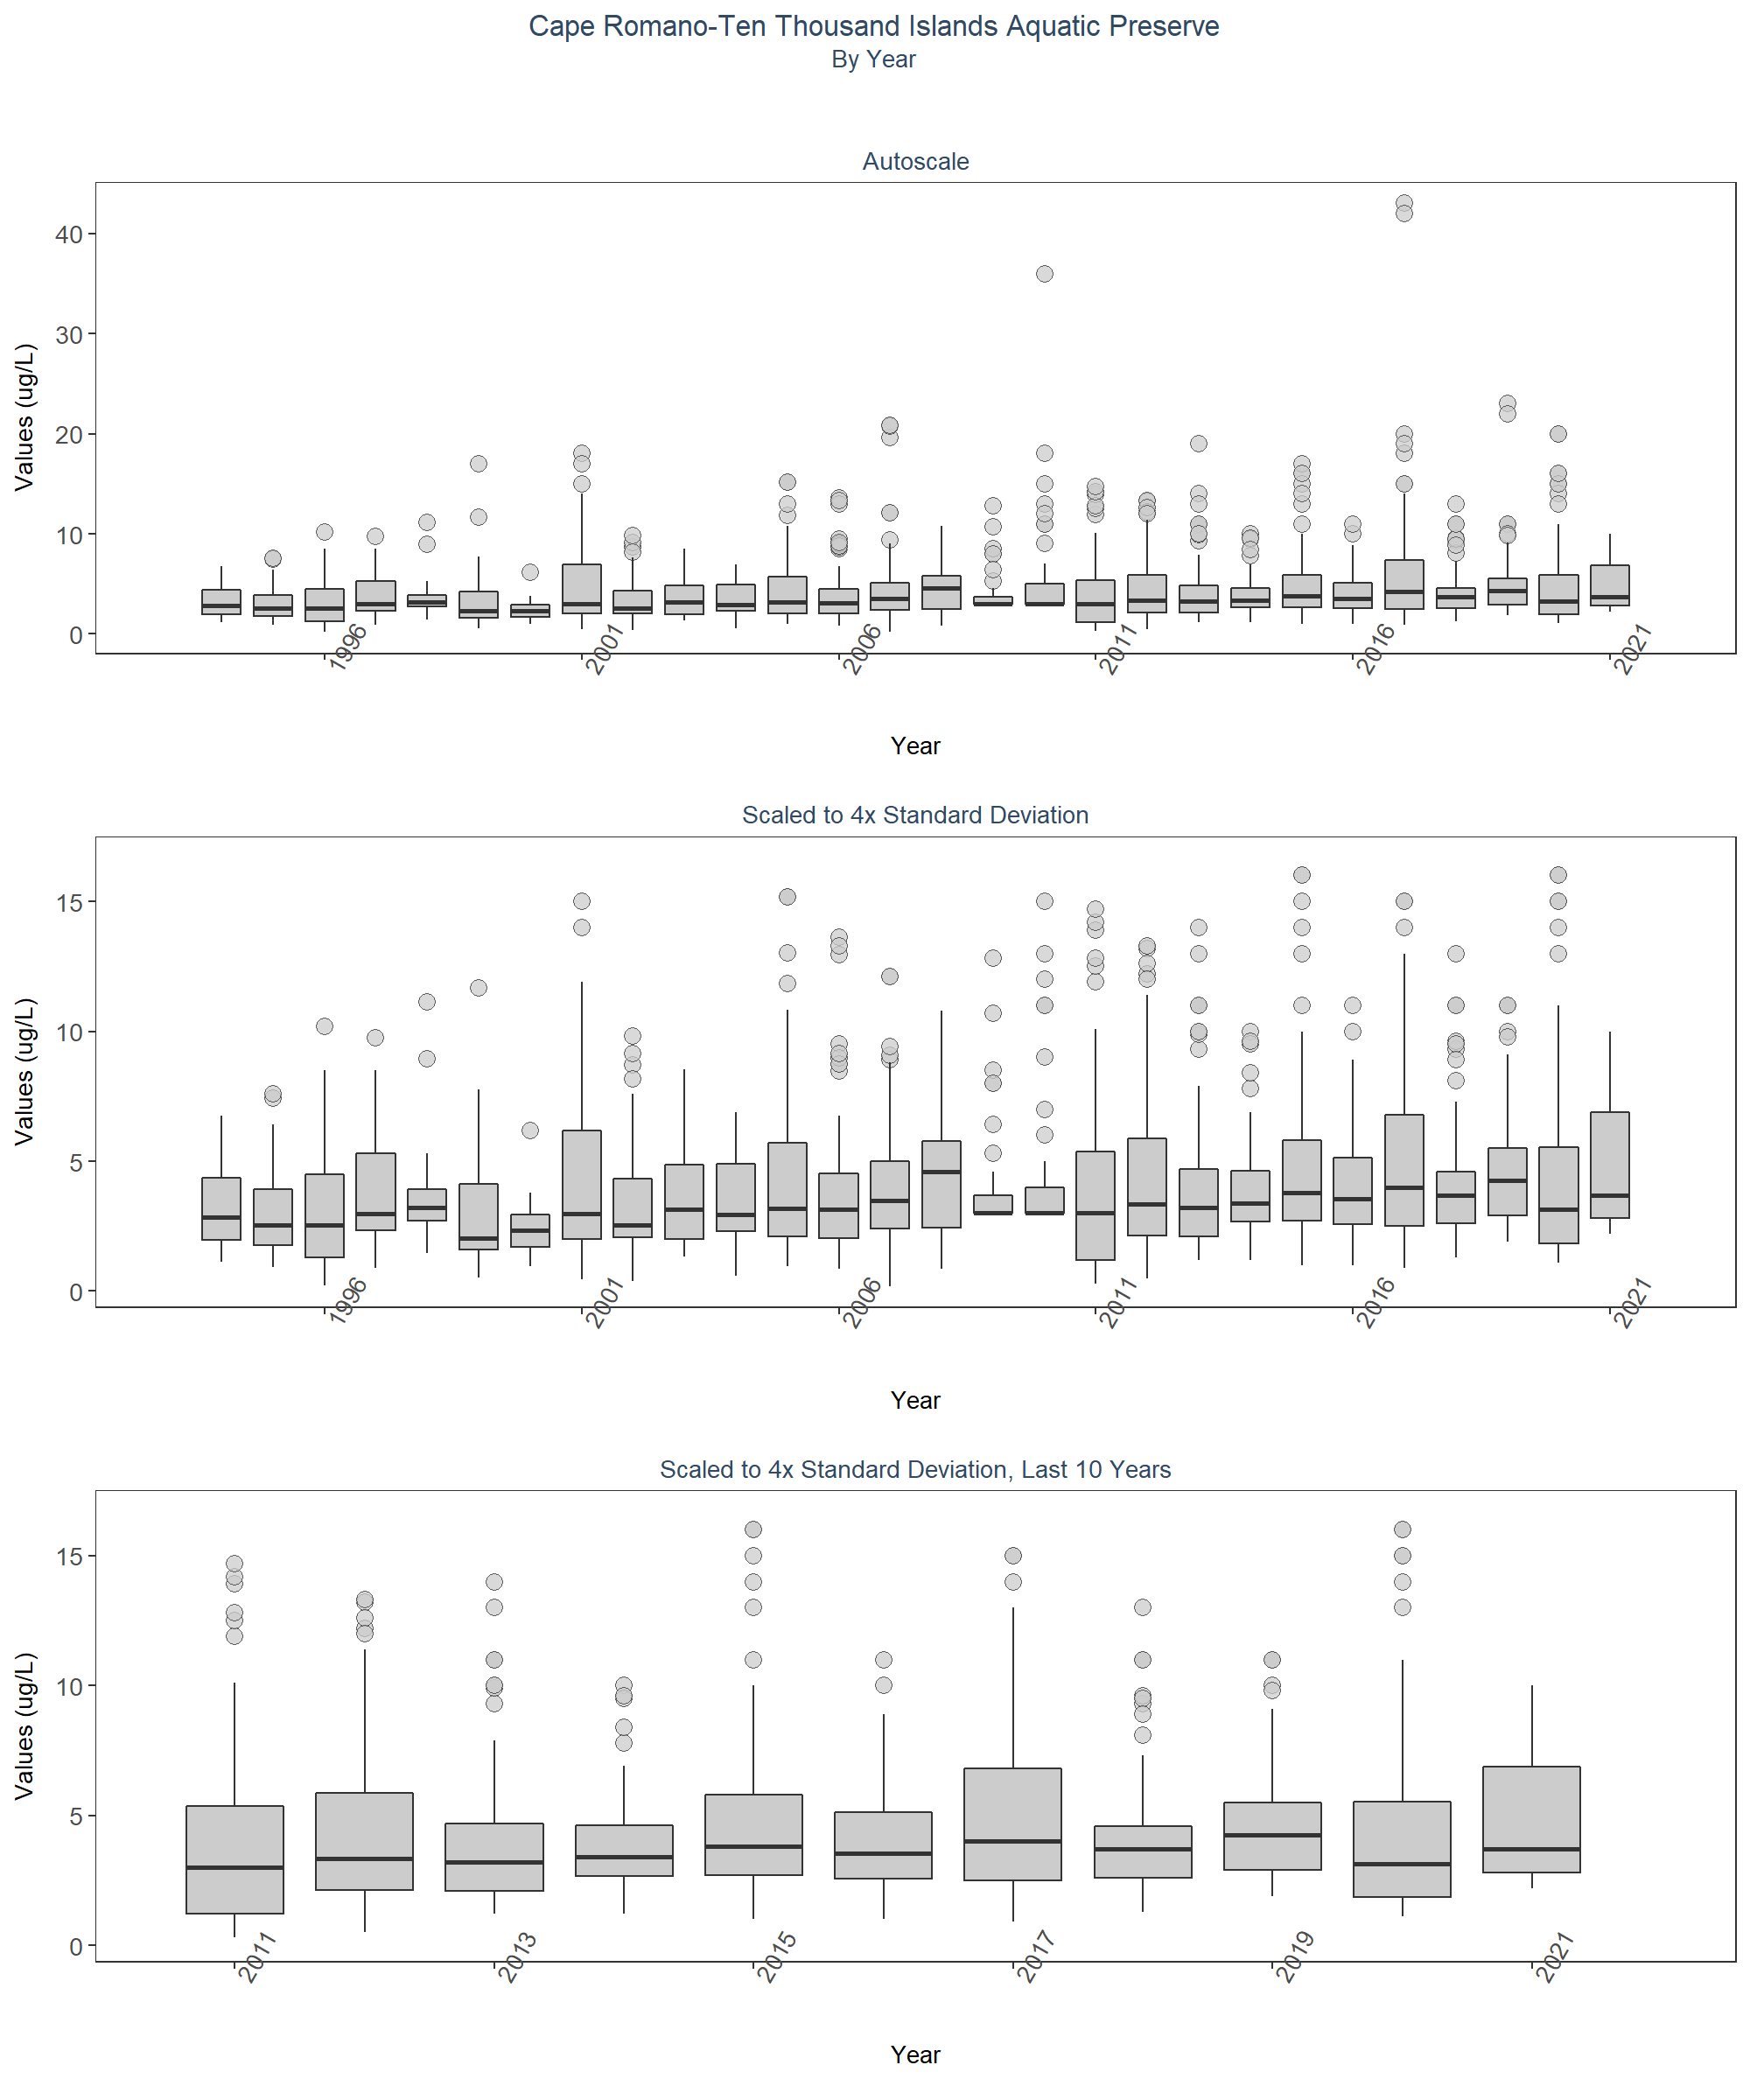 Cape Romano-Ten Thousand Islands Aquatic Preserve
By Year
Autoscale
Values (ug/L)
40
30
20
10
0
1996 2001 2006 2011 2016 2021
Year
Scaled to 4x Standard Deviation
Values (ug/L)
15
10
5
0
1996 2001 2006 2011 2016 2021
Year
Scaled to 4x Standard Deviation, Last 10 Years
Values (ug/L)
15
10
5
0
2011 2013 2015 2017 2019 2021
Year